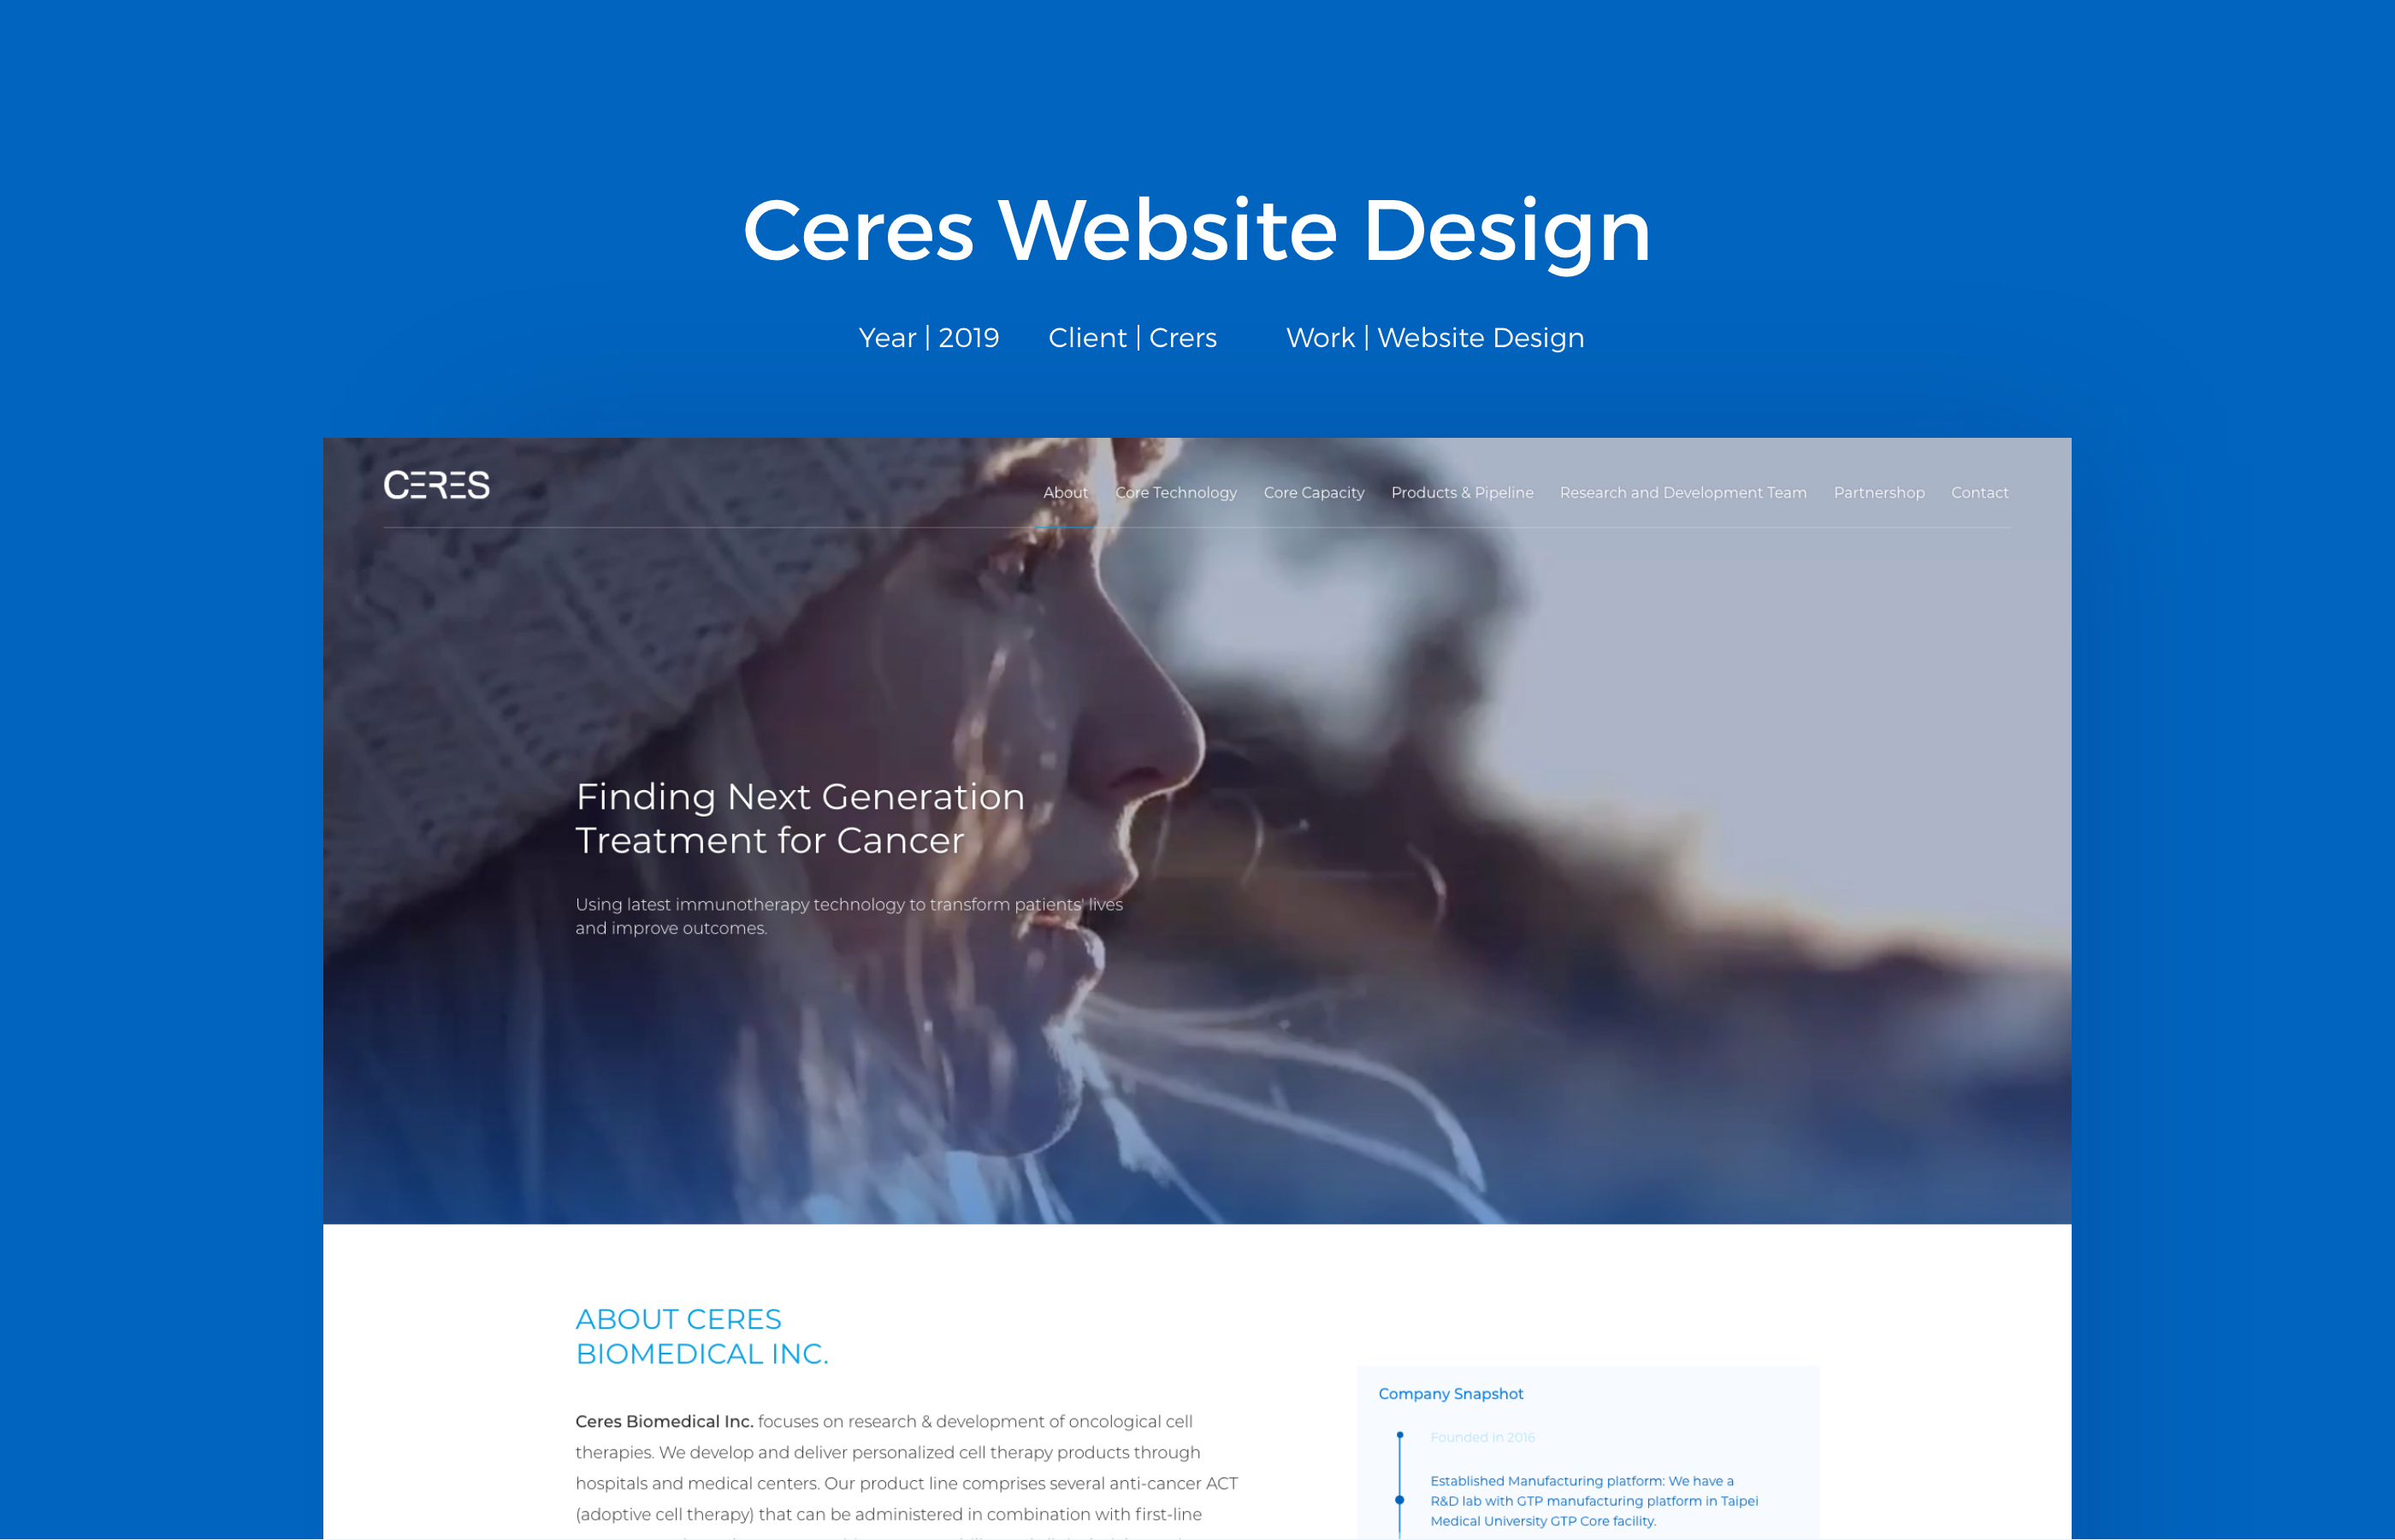 Ceres Website Design
Year | 2019 Client | Crers Work | Website Design
CERES
About Core Technology Core Capacity Products & Pipeline Research and Development Team Partnershop Contact
Finding Next Generation
Treatment for Cancer
Using latest immunotherapy technology to transform patients' lives
and improve outcomes.
ABOUT CERES
BIOMEDICAL INC.
Ceres Biomedical Inc. focuses on research & development of oncological cell
therapies. We develop and deliver personalized cell therapy products through
hospitals and medical centers. Our product line comprises several anti-cancer ACT
(adoptive cell therapy) that can be administered in combination with first-line
Company Snapshot
Founded in 2016
Established Manufacturing platform: We have a
R&D lab with GTP manufacturing platform in Taipei
Medical University GTP Core facility.